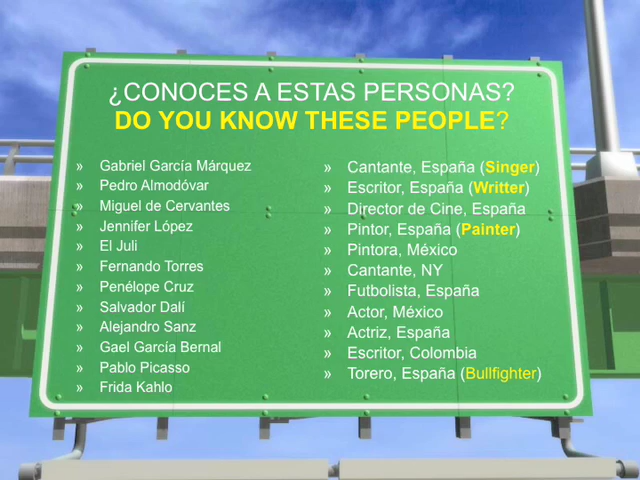 ¿CONOCES A ESTAS PERSONAS?
DO YOU KNOW THESE PEOPLE?
» Gabriel García Márquez
» Pedro Almodóvar
» Miguel de Cervantes
» Jennifer López
» El Juli
» Fernando Torres
» Penélope Cruz
» Salvador Dalí
» Alejandro Sanz
» Gael García Bernal
» Pablo Picasso
» Frida Kahlo
» Cantante, España (Singer)
» Escritor, España (Writter)
» Director de Cine, España
» Pintor, España (Painter)
» Pintora, México
» Cantante, NY
» Futbolista, España
» Actor, México
» Actriz, España
» Escritor, Colombia
» Torero, España (Bullfighter)